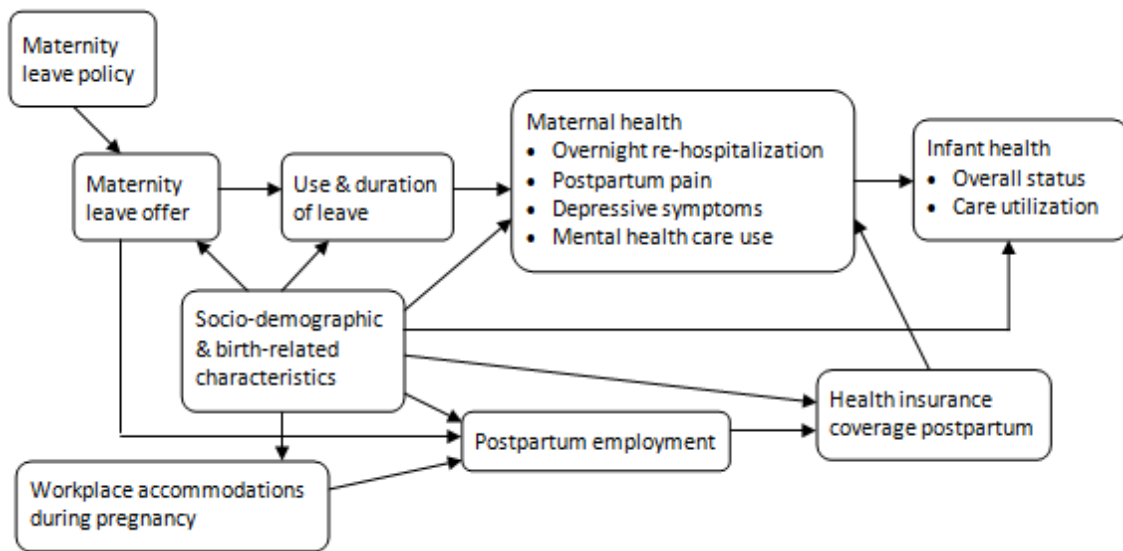 Maternity
leave policy
Maternity
leave offer
Use & duration
of leave
Maternal health
• Overnight re-hospitalization
• Postpartum pain
• Depressive symptoms
• Mental health care use
Infant health
• Overall status
• Care utilization
Socio-demographic
& birth-related
characteristics
Health insurance
coverage postpartum
Postpartum employment
Workplace accommodations
during pregnancy